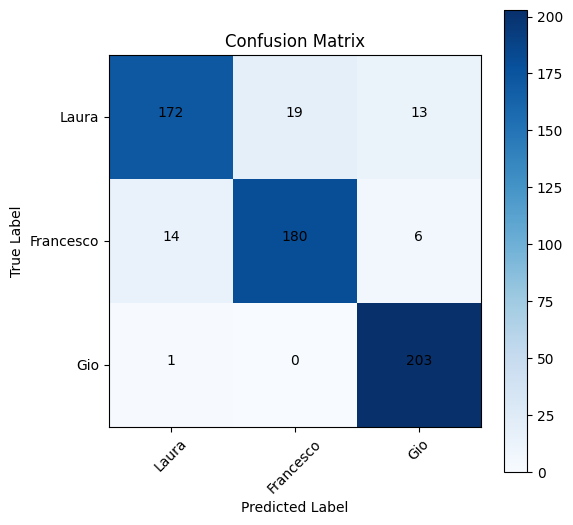 Confusion Matrix
True Label
Laura
172 19 13
Francesco
14 180 6
Gio
1 0 203
Laura
Francesco
Gio
Predicted Label
200
175
150
125
100
75
50
25
0